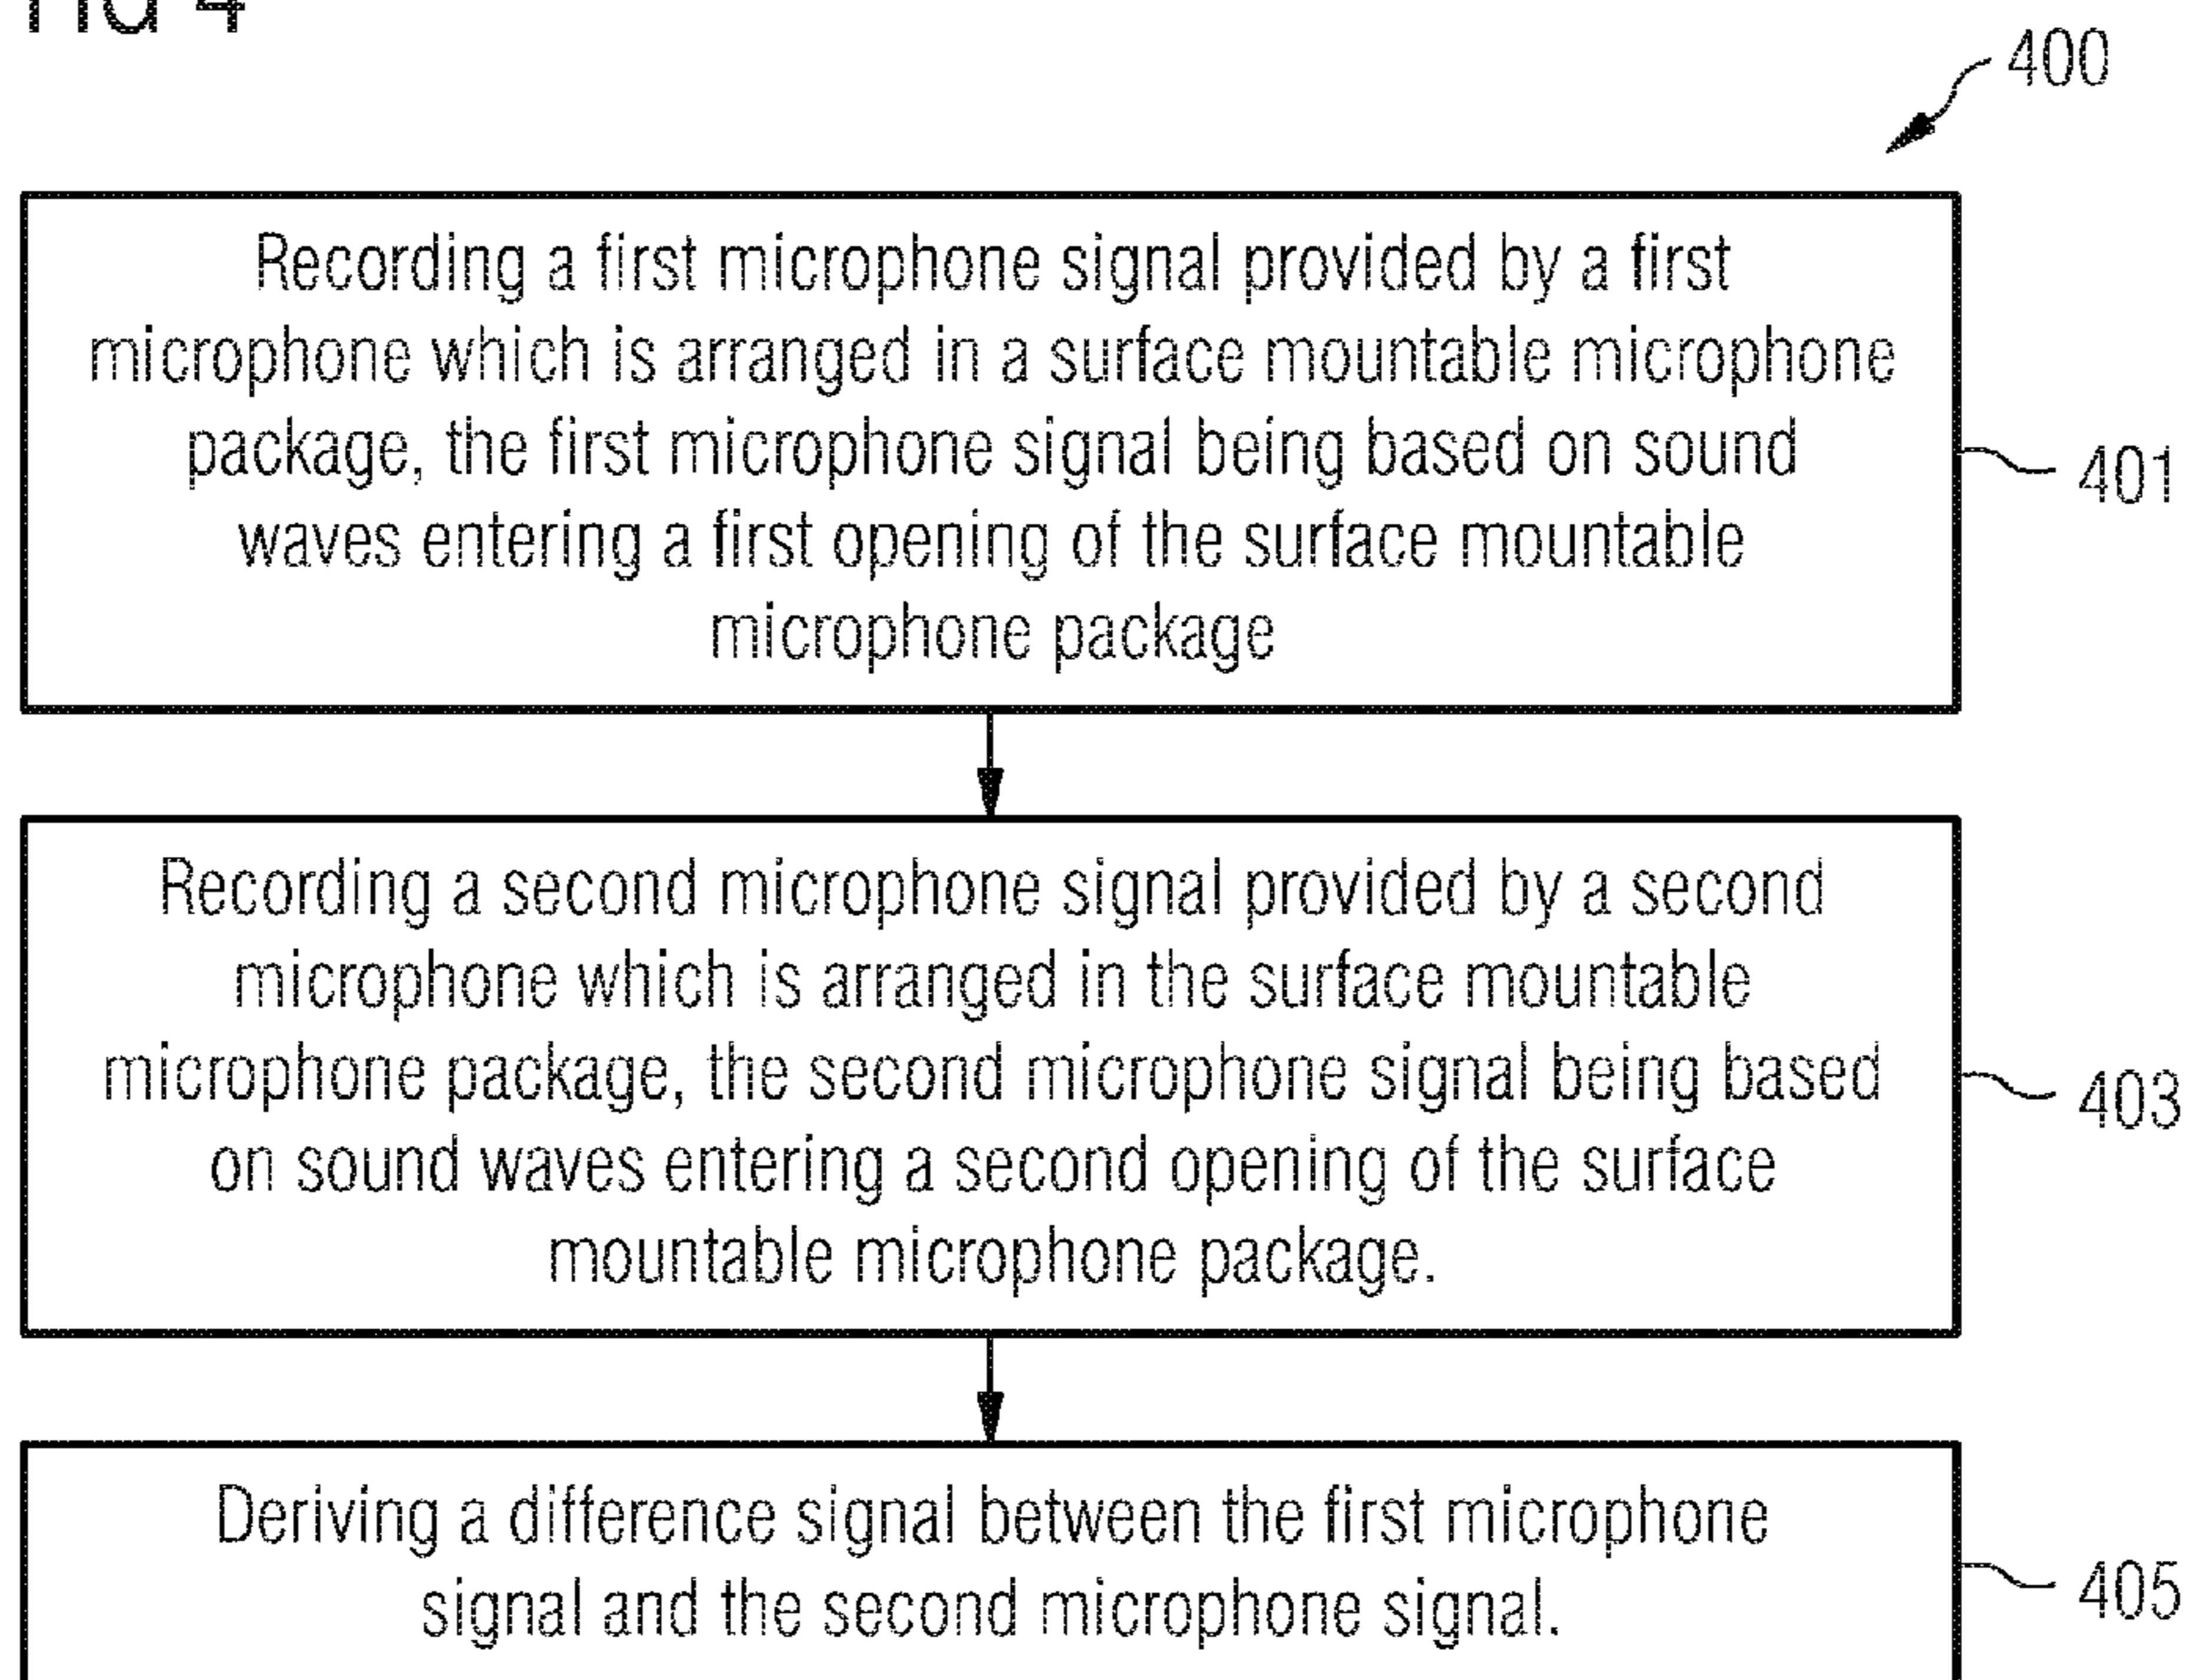 FIG 4
400
Recording a first microphone signal provided by a first
microphone which is arranged in a surface mountable microphone
package, the first microphone signal being based on sound
waves entering a first opening of the surface mountable
microphone package
401
Recording a second microphone signal provided by a second
microphone which is arranged in the surface mountable
microphone package, the second microphone signal being based
on sound waves entering a second opening of the surface
mountable microphone package.
403
Deriving a difference signal between the first microphone
signal and the second microphone signal.
405